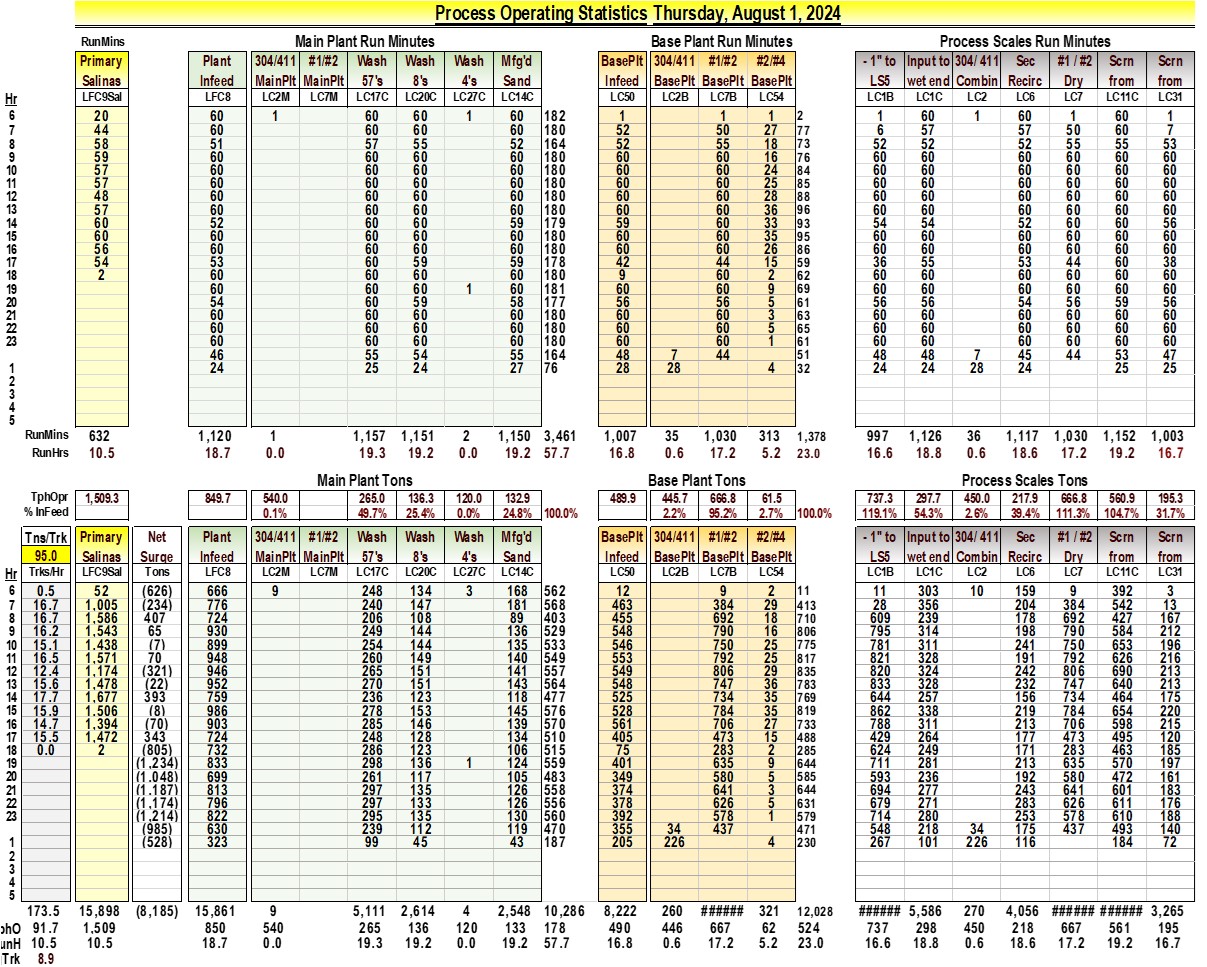 Process Operating Statistics Thursday, August 1, 2024
RunMins Main Plant Run Minutes Base Plant Run Minutes Process Scales Run Minutes
Primary Plant 304/411 #1/#2 Wash Wash Wash Mfg'd BasePlt 304/411 #1/#2 #2/#4 - 1" to Input to 304/ 411 Sec #1 / #2 Scrn Scrn
Salinas Infeed MainPlt MainPlt 57's 8's 4's Sand Infeed BasePlt BasePlt BasePlt LS5 wet end Combin Recirc Dry from from
Hr LFC9Sal LFC8 LC2M LC7M LC17C LC20C LC27C LC14C LC50 LC2B LC7B LC54 LC1B LC1C LC2 LC6 LC7 LC11C LC31
6 20 60 1 60 60 1 60 182 1 1 1 2 1 60 1 60 1 60 1
7 44 60 60 60 60 180 52 50 27 77 6 57 57 50 60 7
8 58 51 57 55 52 164 52 55 18 73 52 52 52 55 55 53
9 59 60 60 60 60 180 60 60 16 76 60 60 60 60 60 60
10 57 60 60 60 60 180 60 60 24 84 60 60 60 60 60 60
11 57 60 60 60 60 180 60 60 25 85 60 60 60 60 60 60
12 48 60 60 60 60 180 60 60 28 88 60 60 60 60 60 60
13 57 60 60 60 60 180 60 60 36 96 60 60 60 60 60 60
14 60 52 60 60 59 179 59 60 33 93 54 54 52 60 60 56
15 60 60 60 60 60 180 60 60 35 95 60 60 60 60 60 60
16 56 60 60 60 60 180 60 60 26 86 60 60 60 60 60 60
17 54 53 60 59 59 178 42 44 15 59 36 55 53 44 60 38
18 2 60 60 60 60 180 9 60 2 62 60 60 60 60 60 60
19 60 60 60 1 60 181 60 60 9 69 60 60 60 60 60 60
20 54 60 59 58 177 56 56 5 61 56 56 54 56 59 56
21 60 60 60 60 180 60 60 3 63 60 60 60 60 60 60
22 60 60 60 60 180 60 60 5 65 60 60 60 60 60 60
23 60 60 60 60 180 60 60 1 61 60 60 60 60 60 60
46 55 54 55 164 48 7 44 51 48 48 7 45 44 53 47
1 24 25 24 27 76 28 28 4 32 24 24 28 24 25 25
2
3
4
5
RunMins 632 1,120 1 1,157 1,151 2 1,150 3,461 1,007 35 1,030 313 1,378 997 1,126 36 1,117 1,030 1,152 1,003
RunHrs 10.5 18.7 0.0 19.3 19.2 0.0 19.2 57.7 16.8 0.6 17.2 5.2 23.0 16.6 18.8 0.6 18.6 17.2 19.2 16.7
Main Plant Tons Base Plant Tons Process Scales Tons
TphOpr 1,509.3 849.7 540.0 265.0 136.3 120.0 132.9 489.9 445.7 666.8 61.5 737.3 297.7 450.0 217.9 666.8 560.9 195.3
% InFeed 0.1% 49.7% 25.4% 0.0% 24.8% 100.0% 2.2% 95.2% 2.7% 100.0% 119.1% 54.3% 2.6% 39.4% 111.3% 104.7% 31.7%
Tns/Trk Primary Net Plant 304/411 #1/#2 Wash Wash Wash Mfg'd BasePlt 304/411 #1/#2 #2/#4 - 1" to Input to 304/ 411 Sec #1 / #2 Scrn Scrn
95.0 Salinas Surge Infeed MainPlt MainPlt 57's 8's 4's Sand Infeed BasePlt BasePlt BasePlt LS5 wet end Combin Recirc Dry from from
Hr Trks/Hr LFC9Sal Tons LFC8 LC2M LC7M LC17C LC20C LC27C LC14C LC50 LC2B LC7B LC54 LC1B LC1C LC2 LC6 LC7 LC11C LC31
6 0.5 52 (626) 666 9 248 134 3 168 562 12 9 2 11 11 303 10 159 9 392 3
7 16.7 1,005 (234) 776 240 147 181 568 463 384 29 413 28 356 204 384 542 13
8 16.7 1,586 407 724 206 108 89 403 455 692 18 710 609 239 178 692 427 167
9 16.2 1,543 65 930 249 144 136 529 548 790 16 806 795 314 198 790 584 212
10 15.1 1,438 (7) 899 254 144 135 533 546 750 25 775 781 311 241 750 653 196
11 16.5 1,571 70 948 260 149 140 549 553 792 25 817 821 328 191 792 626 216
12 12.4 1,174 (321) 946 265 151 141 557 549 806 29 835 820 324 242 806 690 213
13 15.6 1,478 (22) 952 270 151 143 564 548 747 36 783 833 328 232 747 640 213
14 17.7 1,677 393 759 236 123 118 477 525 734 35 769 644 257 156 734 464 175
15 15.9 1,506 (8) 986 278 153 145 576 528 784 35 819 862 338 219 784 654 220
16 14.7 1,394 (70) 903 285 146 139 570 561 706 27 733 788 311 213 706 598 215
17 15.5 1,472 343 724 248 128 134 510 405 473 15 488 428 264 177 473 495 120
18 0.0 2 (805) 732 286 123 106 515 75 283 2 285 624 249 171 283 463 185
19 (1,234) 833 298 136 1 124 559 401 635 9 644 711 281 213 635 570 197
20 (1,048) 699 261 117 105 483 349 580 5 585 593 236 192 580 472 161
21 (1,187) 813 297 135 126 558 374 641 3 644 694 277 243 641 601 183
22 (1,174) 796 297 133 126 556 378 626 5 631 679 271 283 626 611 176
23 (1,214) 822 295 135 130 560 392 578 1 579 714 280 253 578 610 188
(985) 630 239 112 119 470 355 34 437 471 548 218 34 175 437 493 140
1 (528) 323 99 45 43 187 205 226 4 230 267 101 226 116 184 72
2
3
4
5
173.5 15,898 (8,185) 15,861 9 5,111 2,614 4 2,548 10,286 8,222 260 ###### 321 12,028 ###### 5,586 270 4,056 ###### ###### 3,265
phO 91.7 1,509 850 540 265 136 120 133 178 490 446 667 62 524 737 298 450 218 667 561 195
unH 10.5 10.5 18.7 0.0 19.3 19.2 0.0 19.2 57.7 16.8 0.6 17.2 5.2 23.0 16.6 18.8 0.6 18.6 17.2 19.2 16.7
Trk 8.9